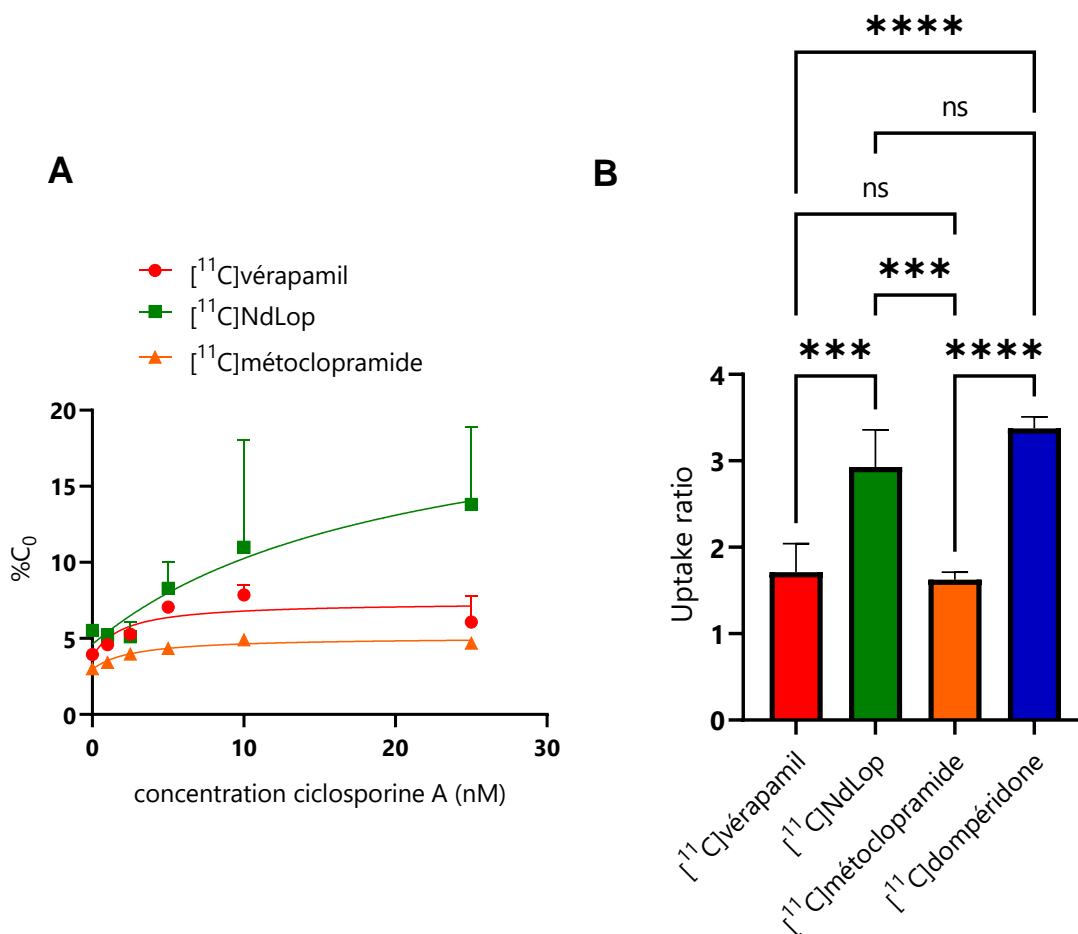 A
[¹¹C]vérapamil
[¹¹C]NdLop
[¹¹C]métoclopramide
%C₀
20
15
10
5
0
0 10 20 30
concentration ciclosporine A (nM)
B
****
ns
ns
***
*** ****
Uptake ratio
4
3
2
1
0
[¹¹C]vérapamil
[¹¹C]NdLop
[¹¹C]métoclopramide
[¹¹C]dompéridone